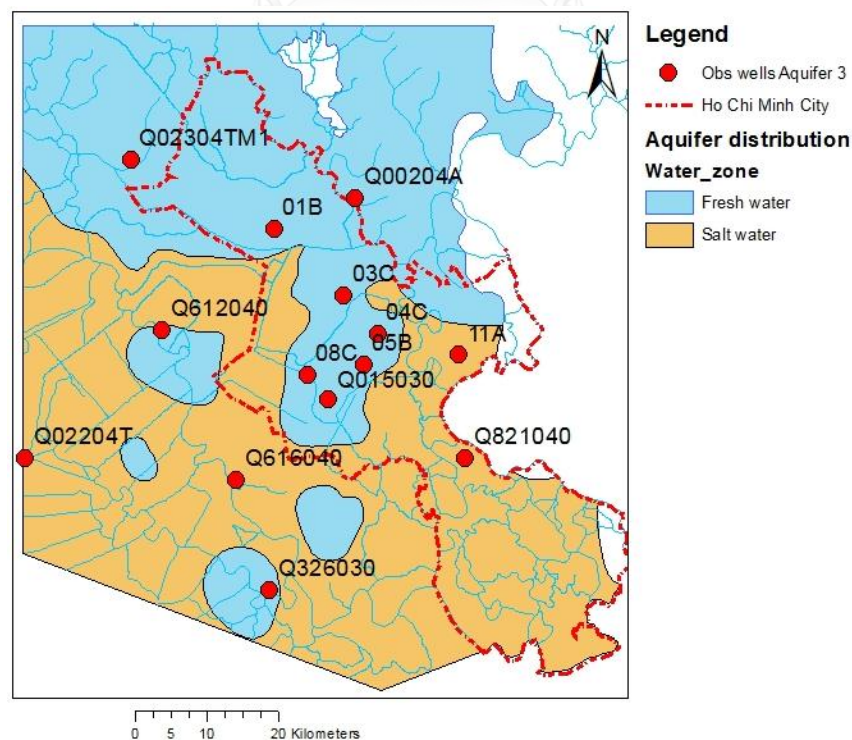 N
Q02304TM1
Q00204A
01B
03C
Q612040
04C
05B
11A
08C
Q015030
Q02204T
Q616040
Q821040
Q326030
0 5 10 20 Kilometers
Legend
Obs wells Aquifer 3
Ho Chi Minh City
Aquifer distribution
Water_zone
Fresh water
Salt water